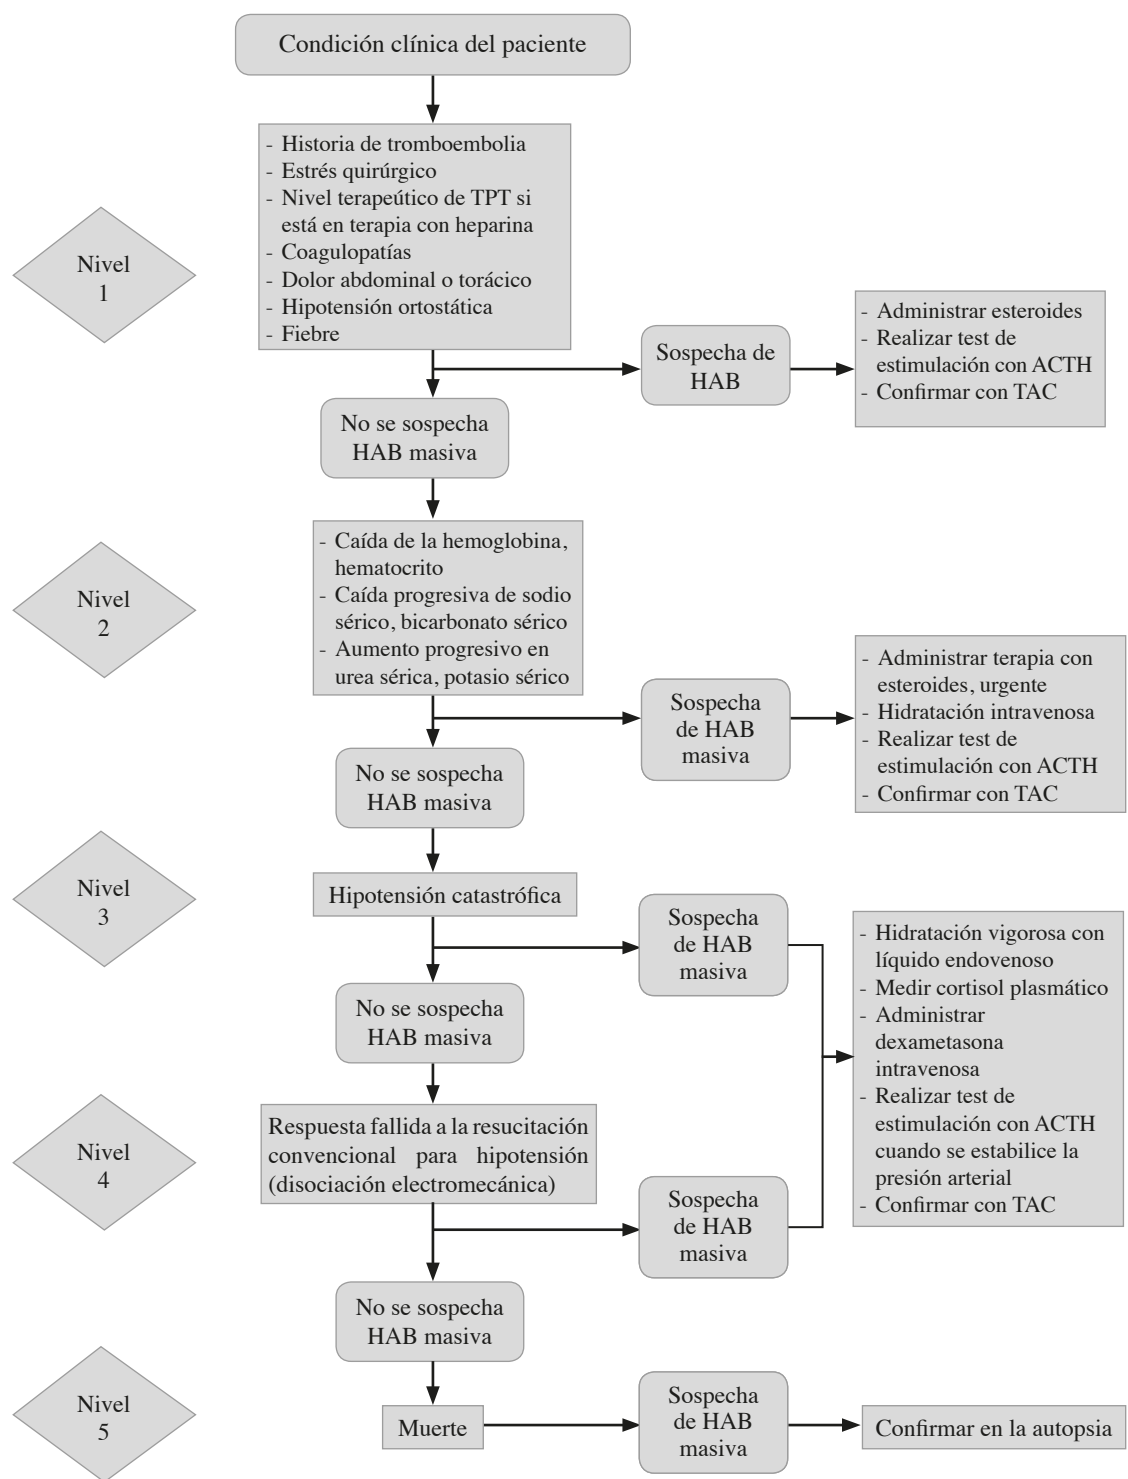 Condición clínica del paciente
- Historia de tromboembolia
- Estrés quirúrgico
- Nivel terapeútico de TPT si
está en terapia con heparina
- Coagulopatías
- Dolor abdominal o torácico
- Hipotensión ortostática
- Fiebre
Nivel
1
Sospecha de
HAB
- Administrar esteroides
- Realizar test de
estimulación con ACTH
- Confirmar con TAC
No se sospecha
HAB masiva
Nivel
2
- Caída de la hemoglobina,
hematocrito
- Caída progresiva de sodio
sérico, bicarbonato sérico
- Aumento progresivo en
urea sérica, potasio sérico
Sospecha
de HAB
masiva
- Administrar terapia con
esteroides, urgente
- Hidratación intravenosa
- Realizar test de
estimulación con ACTH
- Confirmar con TAC
No se sospecha
HAB masiva
Nivel
3
Hipotensión catastrófica
Sospecha
de HAB
masiva
- Hidratación vigorosa con
líquido endovenoso
- Medir cortisol plasmático
- Administrar
dexametasona
intravenosa
- Realizar test de
estimulación con ACTH
cuando se estabilice la
presión arterial
- Confirmar con TAC
No se sospecha
HAB masiva
Nivel
4
Respuesta fallida a la resucitación
convencional para hipotensión
(disociación electromecánica)
Sospecha
de HAB
masiva
No se sospecha
HAB masiva
Nivel
5
Muerte
Sospecha
de HAB
masiva
Confirmar en la autopsia